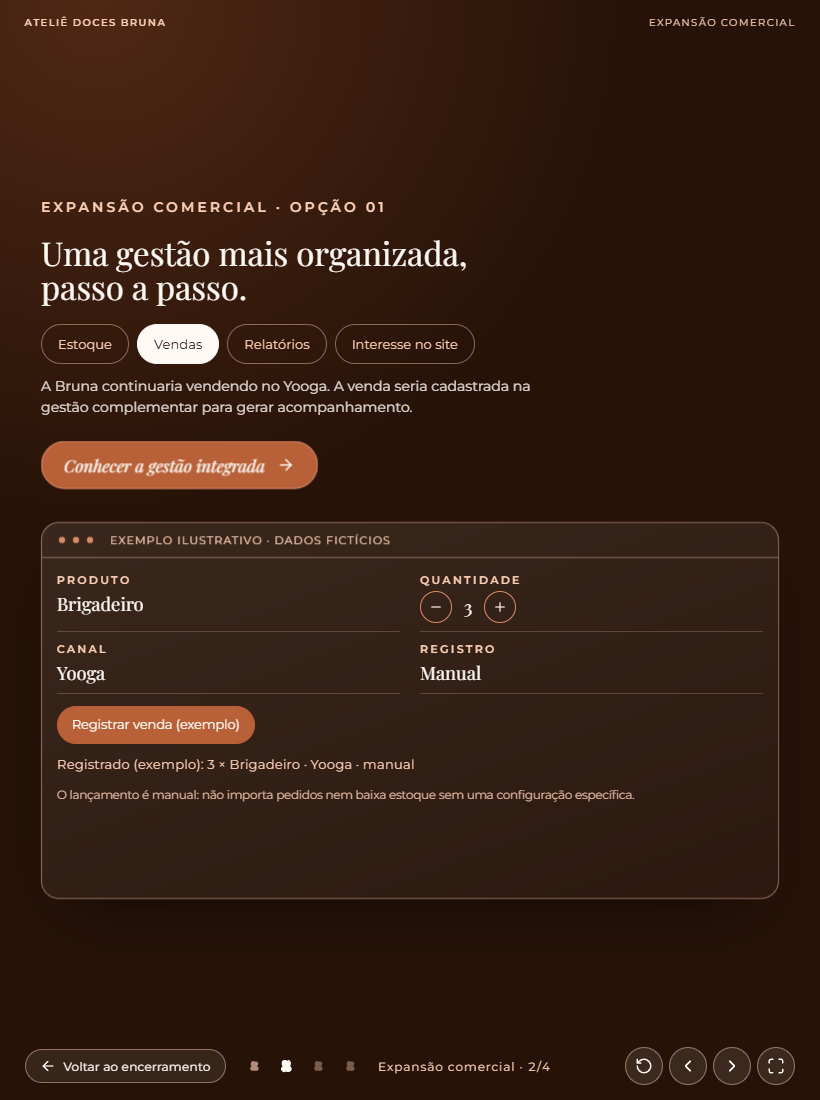 ATELIÊ DOCES BRUNA
EXPANSÃO COMERCIAL
EXPANSÃO COMERCIAL · OPÇÃO 01
Uma gestão mais organizada,
passo a passo.
Estoque
Vendas
Relatórios
Interesse no site
A Bruna continuaria vendendo no Yooga. A venda seria cadastrada na
gestão complementar para gerar acompanhamento.
Conhecer a gestão integrada →
EXEMPLO ILUSTRATIVO · DADOS FICTÍCIOS
PRODUTO
Brigadeiro
QUANTIDADE
− 3 +
CANAL
Yooga
REGISTRO
Manual
Registrar venda (exemplo)
Registrado (exemplo): 3 × Brigadeiro · Yooga · manual
O lançamento é manual: não importa pedidos nem baixa estoque sem uma configuração específica.
← Voltar ao encerramento
Expansão comercial · 2/4